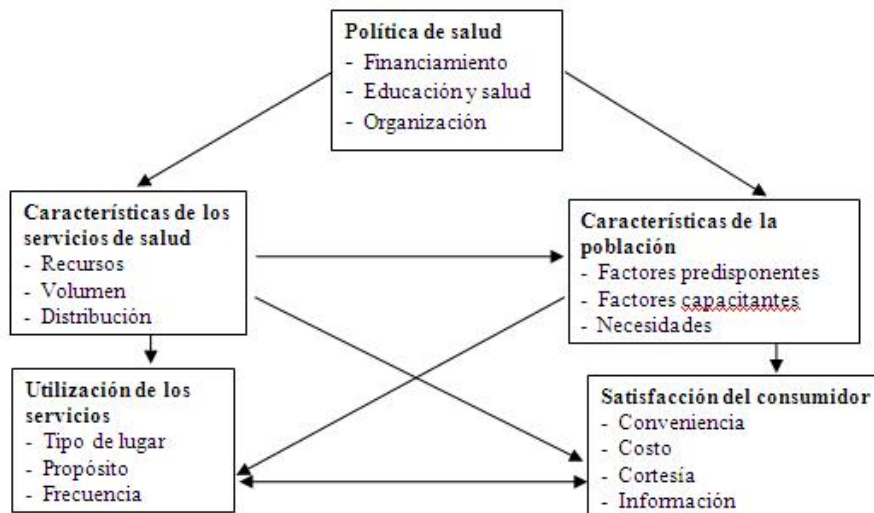 Política de salud
- Financiamiento
- Educación y salud
- Organización
Características de los
servicios de salud
- Recursos
- Volumen
- Distribución
Características de la
población
- Factores predisponentes
- Factores capacitantes
- Necesidades
Utilización de los
servicios
- Tipo de lugar
- Propósito
- Frecuencia
Satisfacción del consumidor
- Conveniencia
- Costo
- Cortesía
- Información